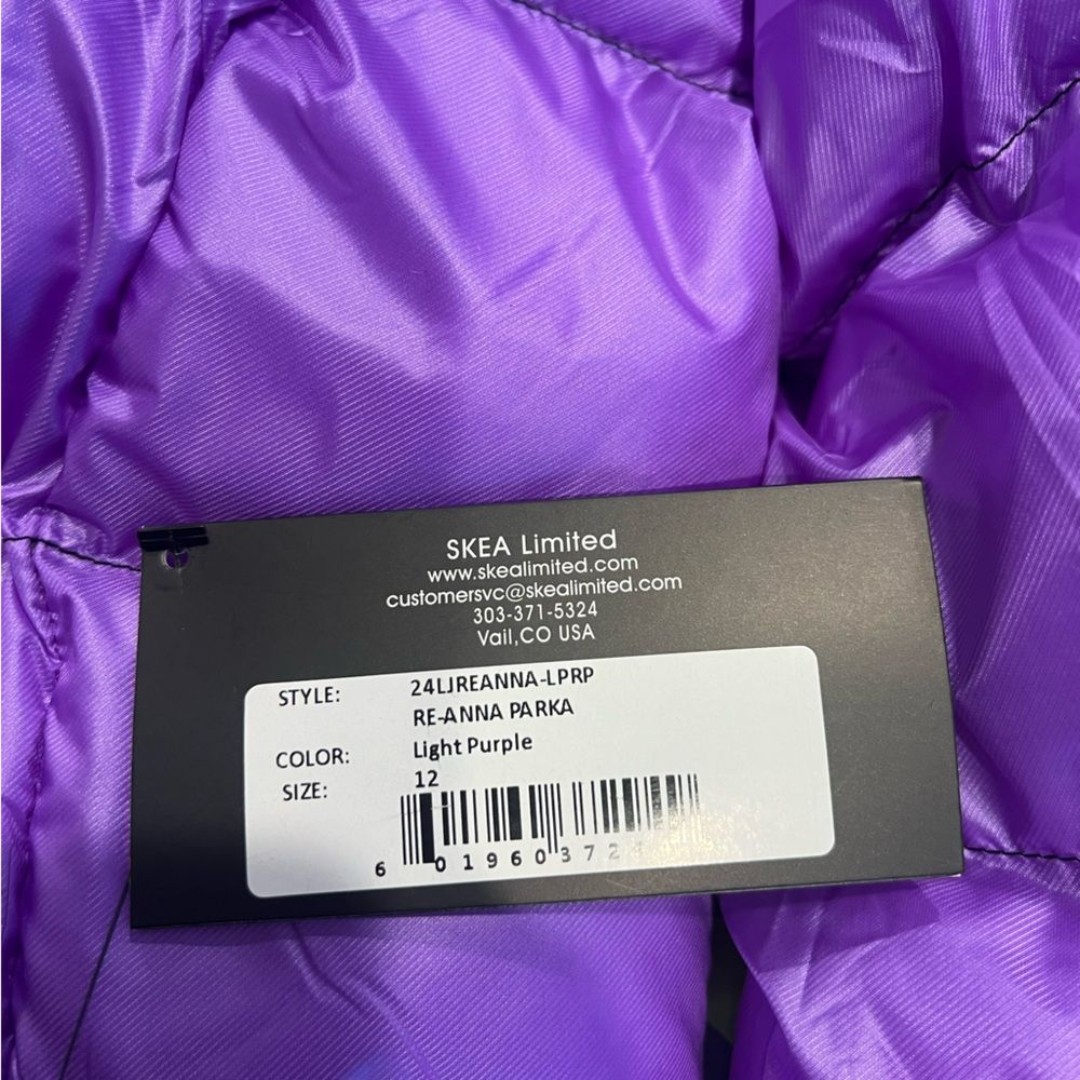 SKEA Limited
www.skealimited.com
customersvc@skealimited.com
303-371-5324
Vail,CO USA
STYLE: 24LJREANNA-LPRP
RE-ANNA PARKA
COLOR: Light Purple
SIZE: 12
6 01960 372